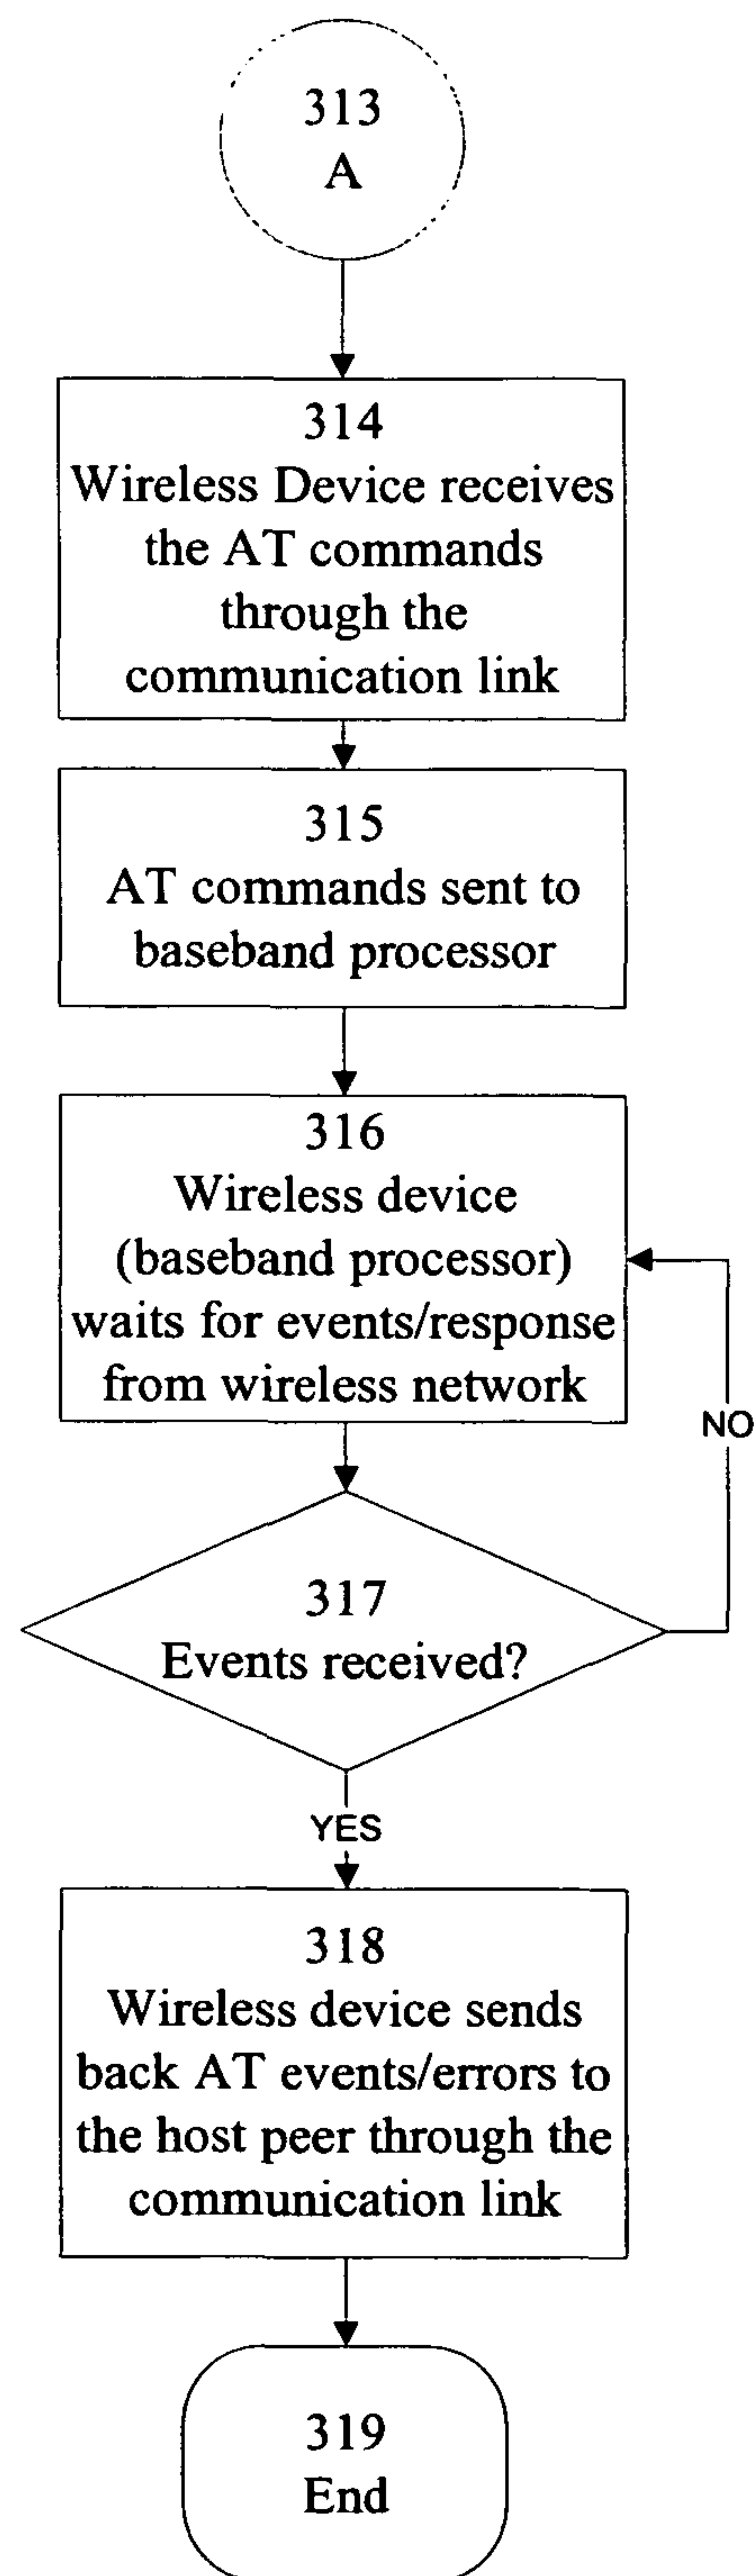 313
A
314
Wireless Device receives
the AT commands
through the
communication link
315
AT commands sent to
baseband processor
316
Wireless device
(baseband processor)
waits for events/response
from wireless network
NO
317
Events received?
YES
318
Wireless device sends
back AT events/errors to
the host peer through the
communication link
319
End